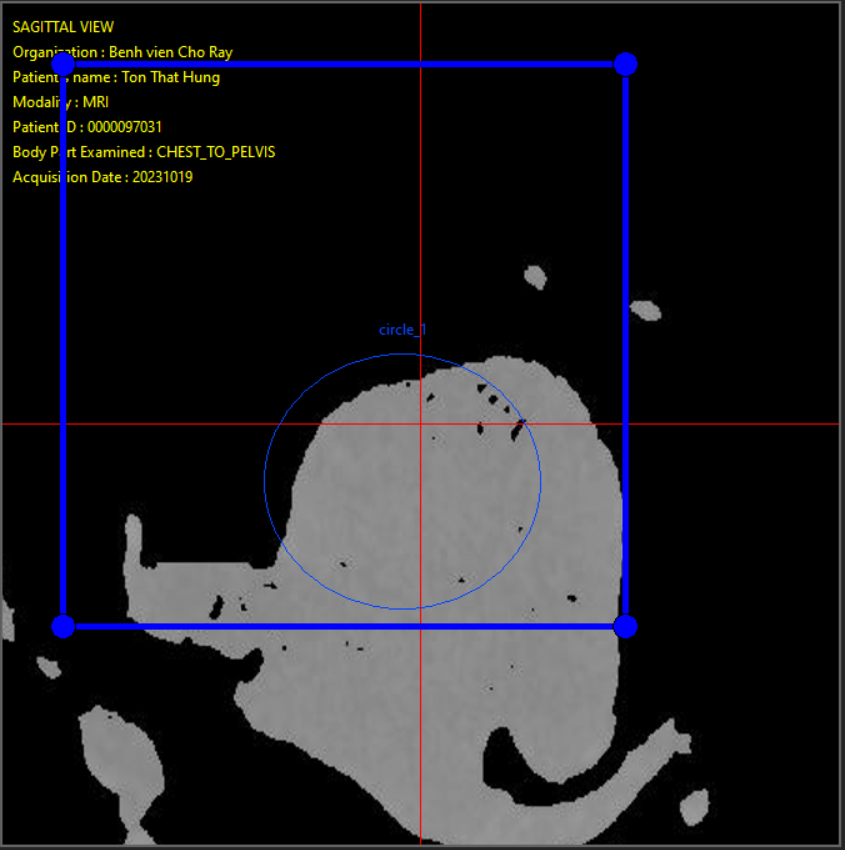 SAGITTAL VIEW
Organization : Benh vien Cho Ray
Patient's name : Ton That Hung
Modality : MRI
Patient ID : 0000097031
Body Part Examined : CHEST_TO_PELVIS
Acquisition Date : 20231019
circle_1